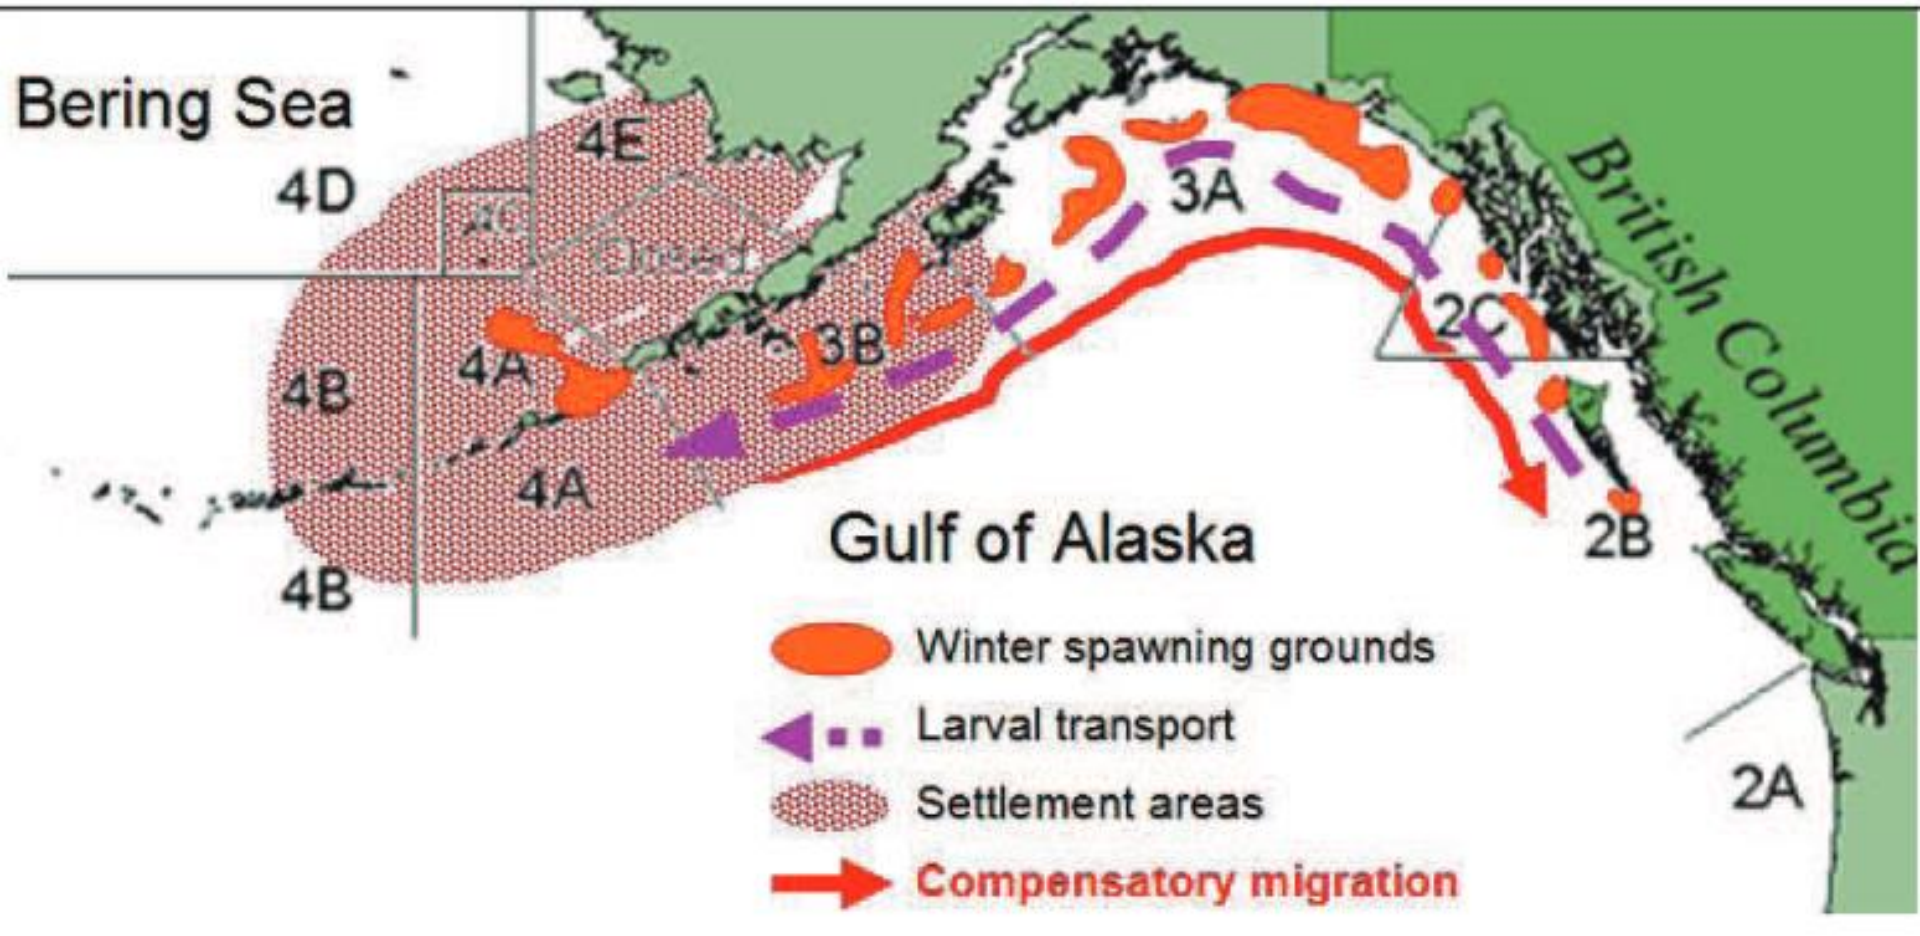 Bering Sea
4E
4D
4C
3A
Closed
British Columbia
2C
3B
4A
4B
4A
Gulf of Alaska
2B
4B
Winter spawning grounds
Larval transport
2A
Settlement areas
Compensatory migration